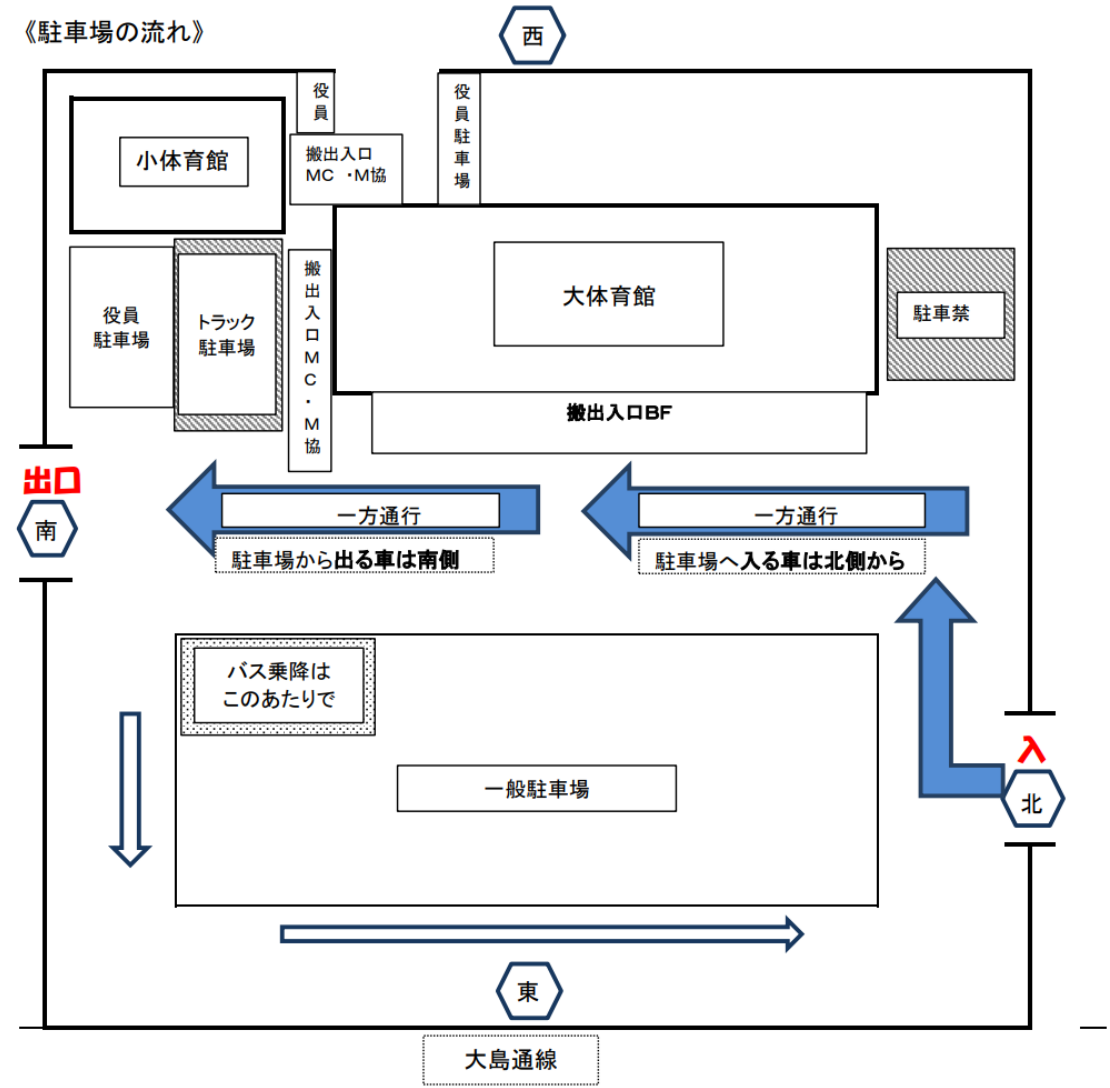 《駐車場の流れ》
西
役
員
役
員
駐
車
場
小体育館
搬出入口
MC ・M協
大体育館
搬
出
入
口
M
C
・
M
協
役員
駐車場
トラック
駐車場
駐車禁
搬出入口BF
出口
南
一方通行
一方通行
駐車場から出る車は南側
駐車場へ入る車は北側から
バス乗降は
このあたりで
入
北
一般駐車場
東
大島通線